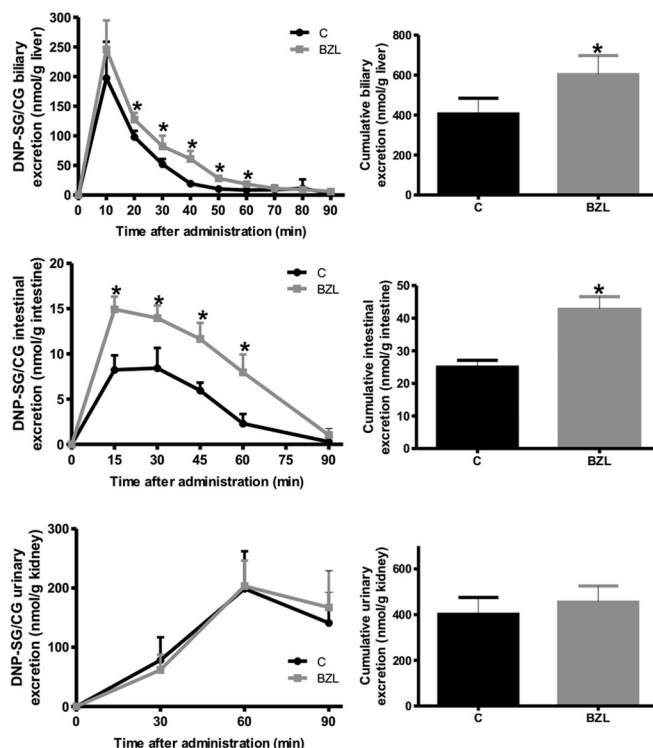 DNP-SG/CG biliary
excretion (nmol/g liver)
300
250
200
150
100
50
0
C
BZL
*
*
*
*
*
0 10 20 30 40 50 60 70 80 90
Time after administration (min)
Cumulative biliary
excretion (nmol/g liver)
800
600
400
200
0
*
C BZL
DNP-SG/CG intestinal
excretion (nmol/g intestine)
20
15
10
5
0
C
BZL
*
*
*
*
0 15 30 45 60 75 90
Time after administration (min)
Cumulative intestinal
excretion (nmol/g intestine)
50
40
30
20
10
0
*
C BZL
DNP-SG/CG urinary
excretion (nmol/g kidney)
300
200
100
0
C
BZL
0 30 60 90
Time after administration (min)
Cumulative urinary
excretion (nmol/g kidney)
600
400
200
0
C BZL